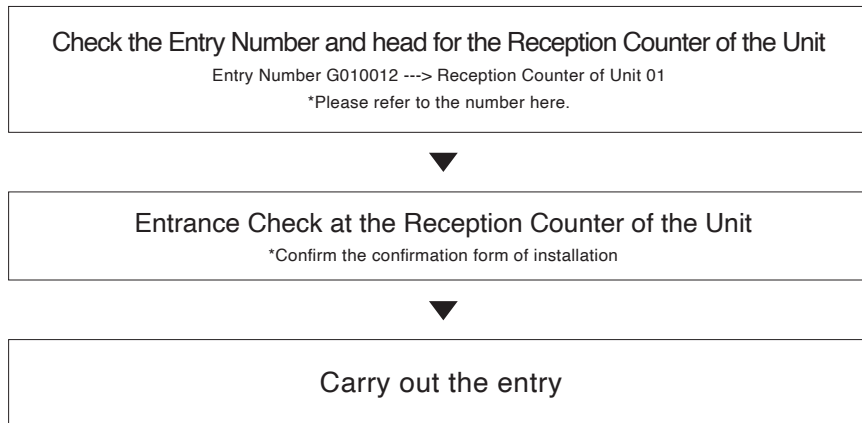 Check the Entry Number and head for the Reception Counter of the Unit
Entry Number G010012 ---> Reception Counter of Unit 01
*Please refer to the number here.
Entrance Check at the Reception Counter of the Unit
*Confirm the confirmation form of installation
Carry out the entry